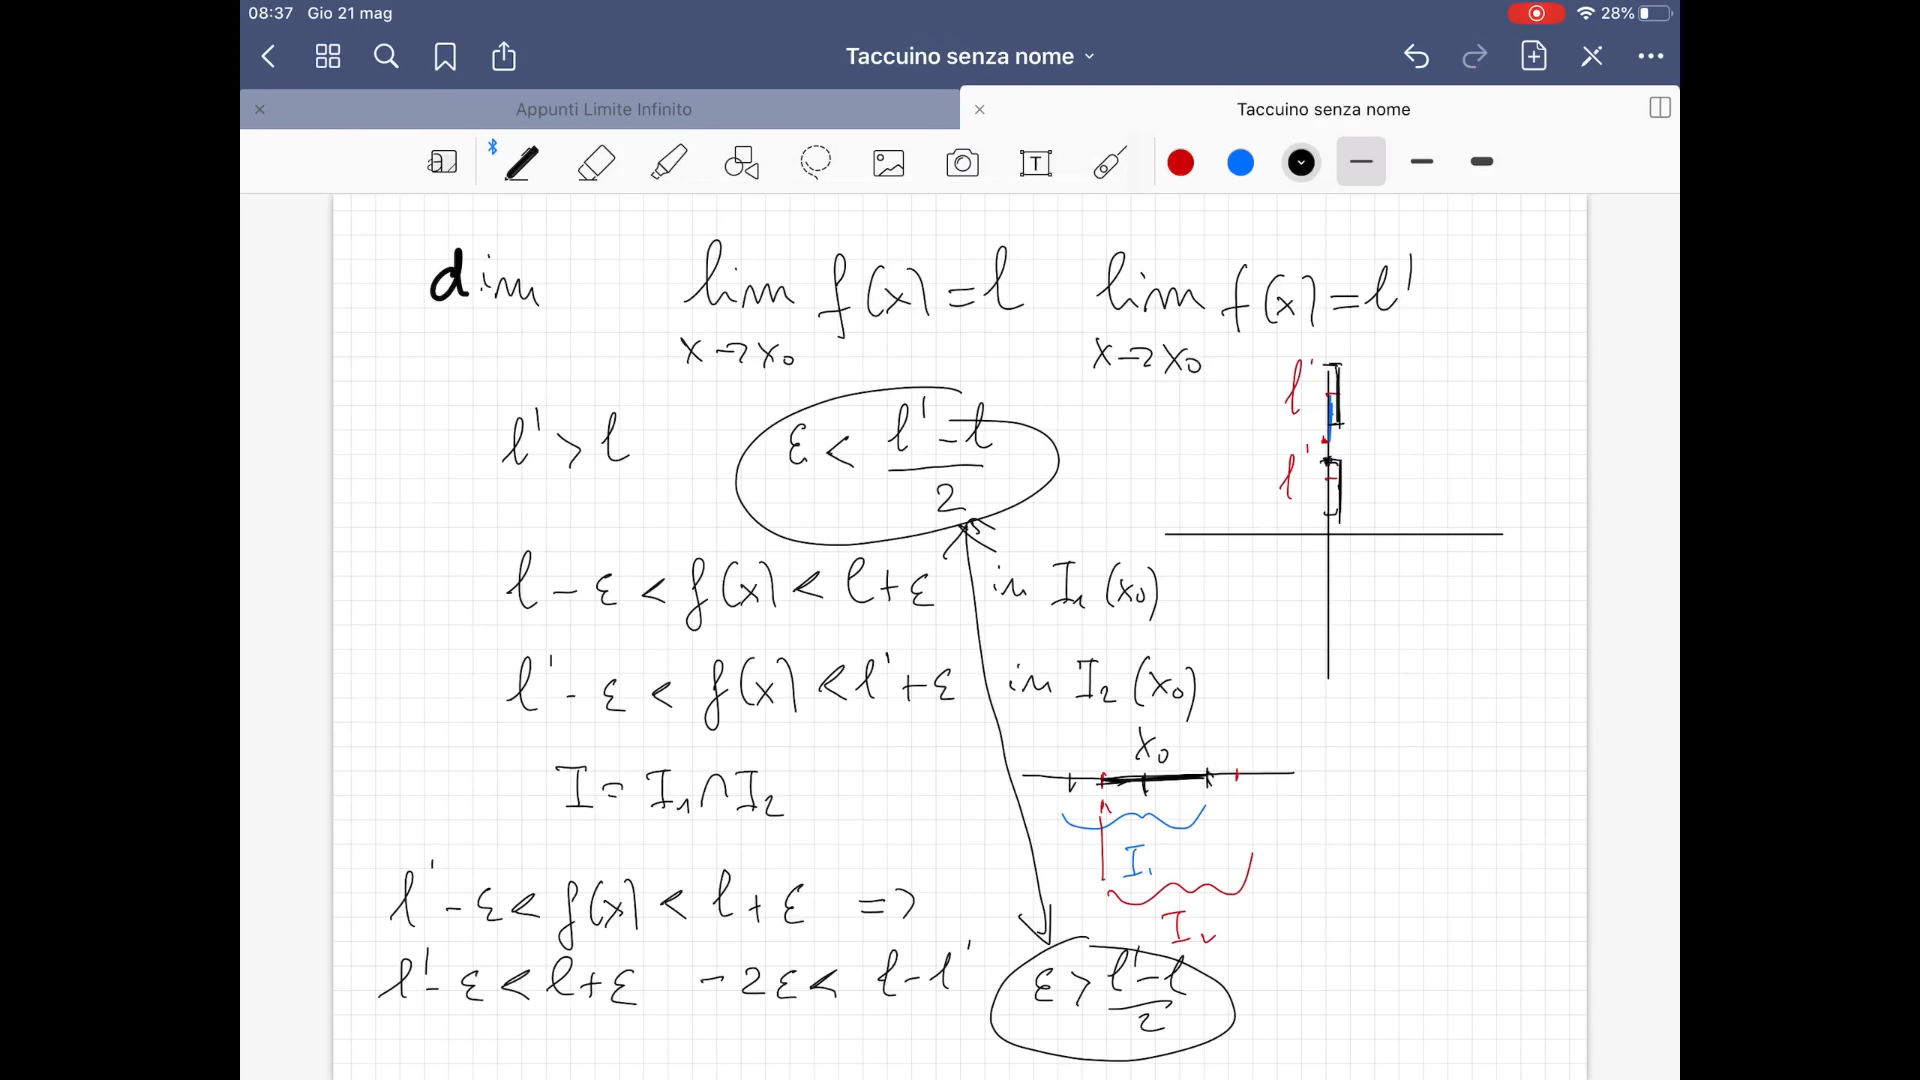 08:37 Gio 21 mag 28%
Taccuino senza nome
Appunti Limite Infinito
Taccuino senza nome
dim lim f(x) = l lim f(x) = l'
x→x₀ x→x₀
l' > l ε < (l' - l)/2
l'
l'
l - ε < f(x) < l + ε in I₁ (x₀)
l' - ε < f(x) < l' + ε in I₂ (x₀)
x₀
I = I₁ ∩ I₂
I₁
I₂
l' - ε < f(x) < l + ε =>
l' - ε < l + ε - 2ε < l - l' ε > (l' - l)/2